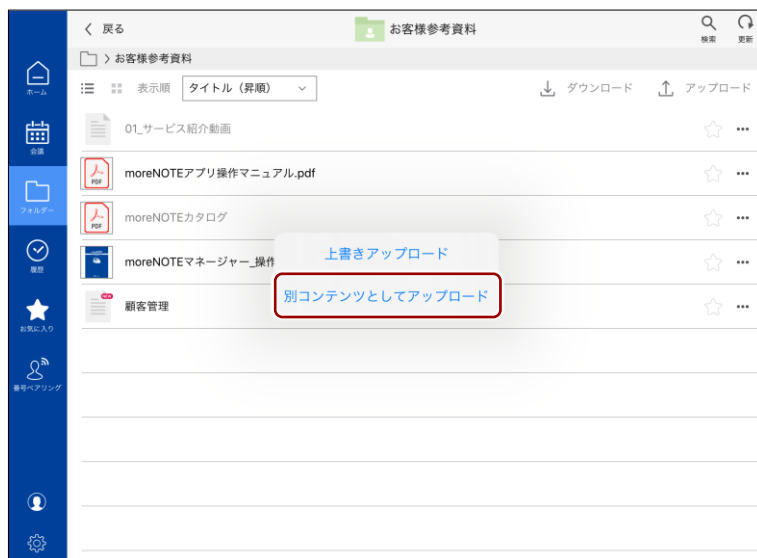 戻る
お客様参考資料
検索
更新
お客様参考資料
表示順
タイトル（昇順）
ダウンロード
アップロード
01_サービス紹介動画
moreNOTEアプリ操作マニュアル.pdf
moreNOTEカタログ
moreNOTEマネージャー_操作
NEW
顧客管理
上書きアップロード
別コンテンツとしてアップロード
ホーム
会議
フォルダー
履歴
お気に入り
番号ペアリング
PDF
PDF